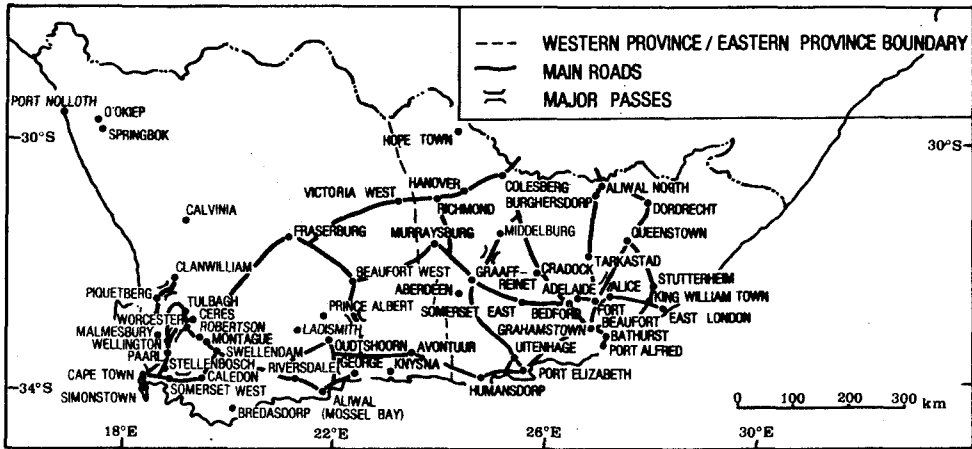 WESTERN PROVINCE / EASTERN PROVINCE BOUNDARY
MAIN ROADS
MAJOR PASSES
PORT NOLLOTH
O'OKIEP
SPRINGBOK
30°S
30°S
HOPE TOWN
HANOVER
COLESBERG
ALIWAL NORTH
VICTORIA WEST
RICHMOND
BURGHERSDORP
DORDRECHT
CALVINIA
FRASERBURG
MURRAYSBURG
MIDDELBURG
QUEENSTOWN
CLANWILLIAM
BEAUFORT WEST
GRAAFF-
REINET
CRADOCK
TARKASTAD
STUTTERHEIM
PIQUETBERG
TULBAGH
PRINCE ALBERT
ABERDEEN
ADELAIDE
ALICE
KING WILLIAM TOWN
WORCESTER
CERES
SOMERSET EAST
BEDFORD
FORT
BEAUFORT
EAST LONDON
MALMESBURY
ROBERTSON
LADISMITH
GRAHAMSTOWN
BATHURST
WELLINGTON
MONTAGUE
OUDTSHOORN
AVONTUUR
UITENHAGE
PORT ALFRED
PAARL
SWELLENDAM
STELLENBOSCH
RIVERSDALE
GEORGE
KNYSNA
PORT ELIZABETH
CAPE TOWN
CALEDON
HUMANSDORP
34°S
34°S
SOMERSET WEST
SIMONSTOWN
BREDASDORP
ALIWAL
(MOSSEL BAY)
0 100 200 300 km
18°E
22°E
26°E
30°E